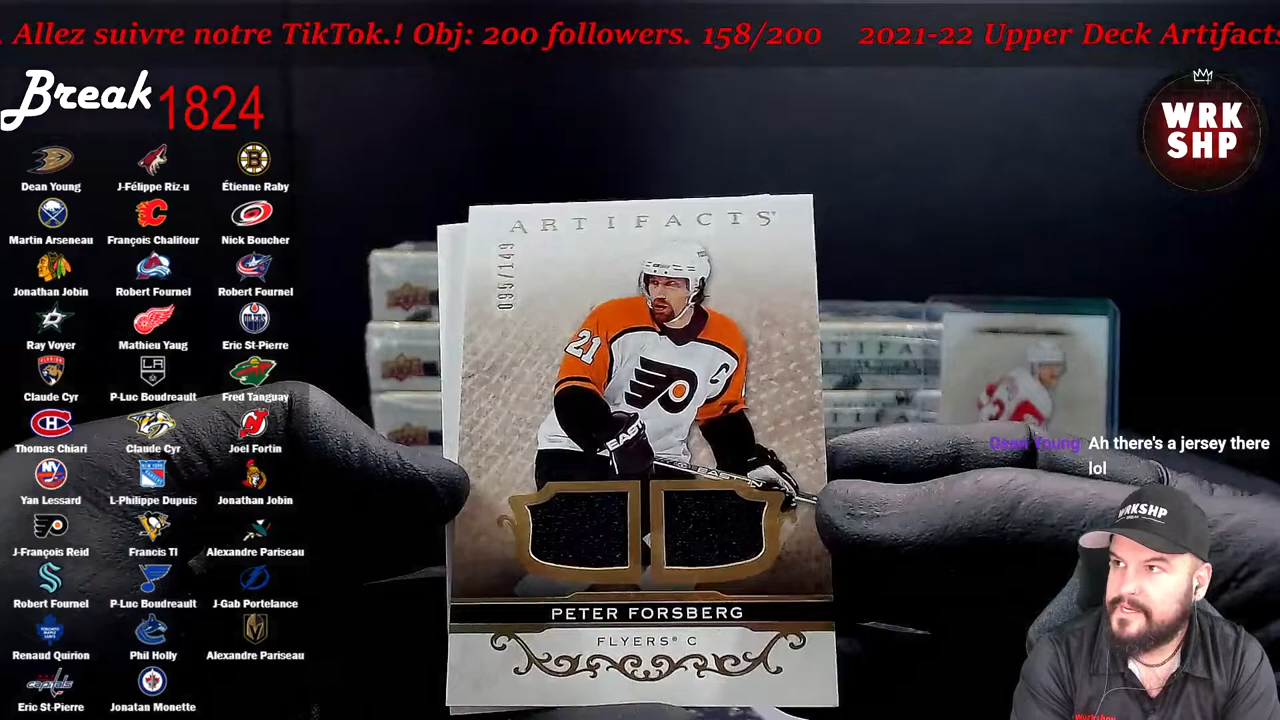 . Allez suivre notre TikTok.! Obj: 200 followers. 158/200 2021-22 Upper Deck Artifacts
Break 1824
WRK
SHP
Dean Young J-Félippe Riz-u Étienne Raby
Martin Arseneau François Chalifour Nick Boucher
Jonathan Jobin Robert Fournel Robert Fournel
Ray Voyer Mathieu Yaug Eric St-Pierre
Claude Cyr P-Luc Boudreault Fred Tanguay
Thomas Chiari Claude Cyr Joel Fortin
Yan Lessard L-Philippe Dupuis Jonathan Jobin
J-François Reid Francis Tl Alexandre Pariseau
Robert Fournel P-Luc Boudreault J-Gab Portelance
Renaud Quirion Phil Holly Alexandre Pariseau
Eric St-Pierre Jonatan Monette
ARTIFACTS
095/149
21
C
EASTON
EASTON
PETER FORSBERG
FLYERS® C
Dean Young Ah there's a jersey there
lol
WRKSHP
Workshop